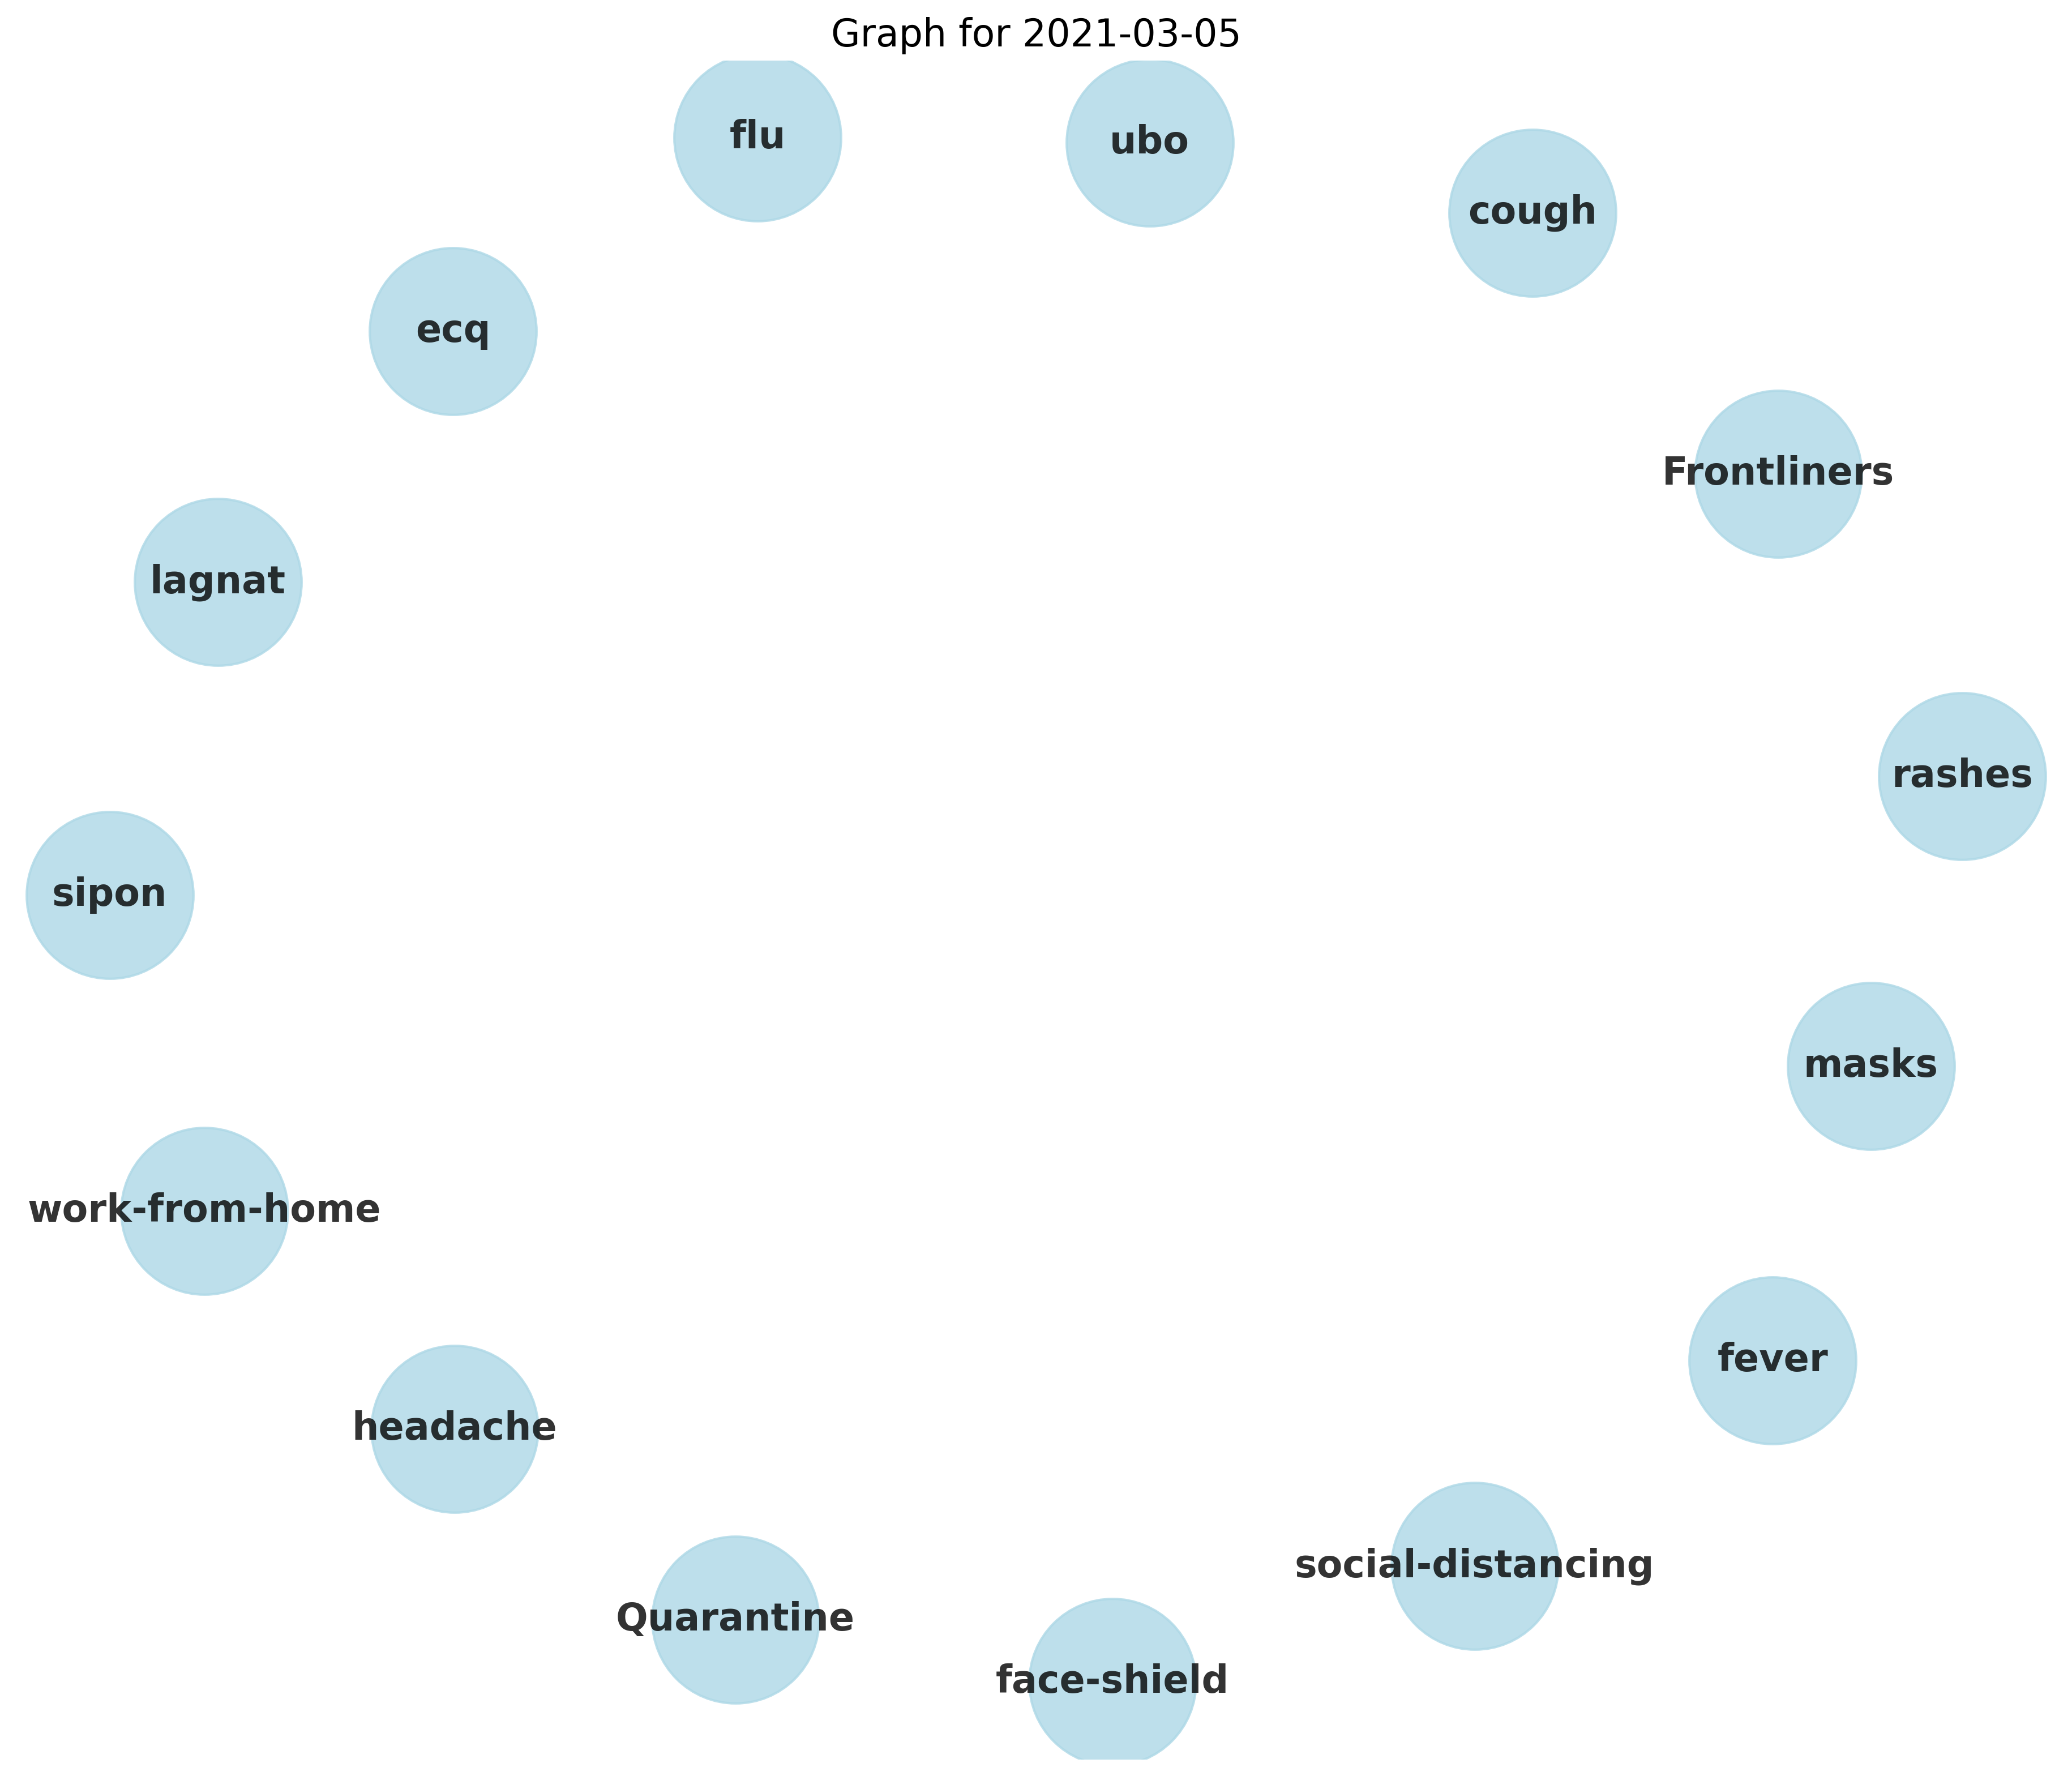 Graph for 2021-03-05
flu
ubo
cough
ecq
Frontliners
lagnat
rashes
sipon
masks
work-from-home
fever
headache
social-distancing
Quarantine
face-shield